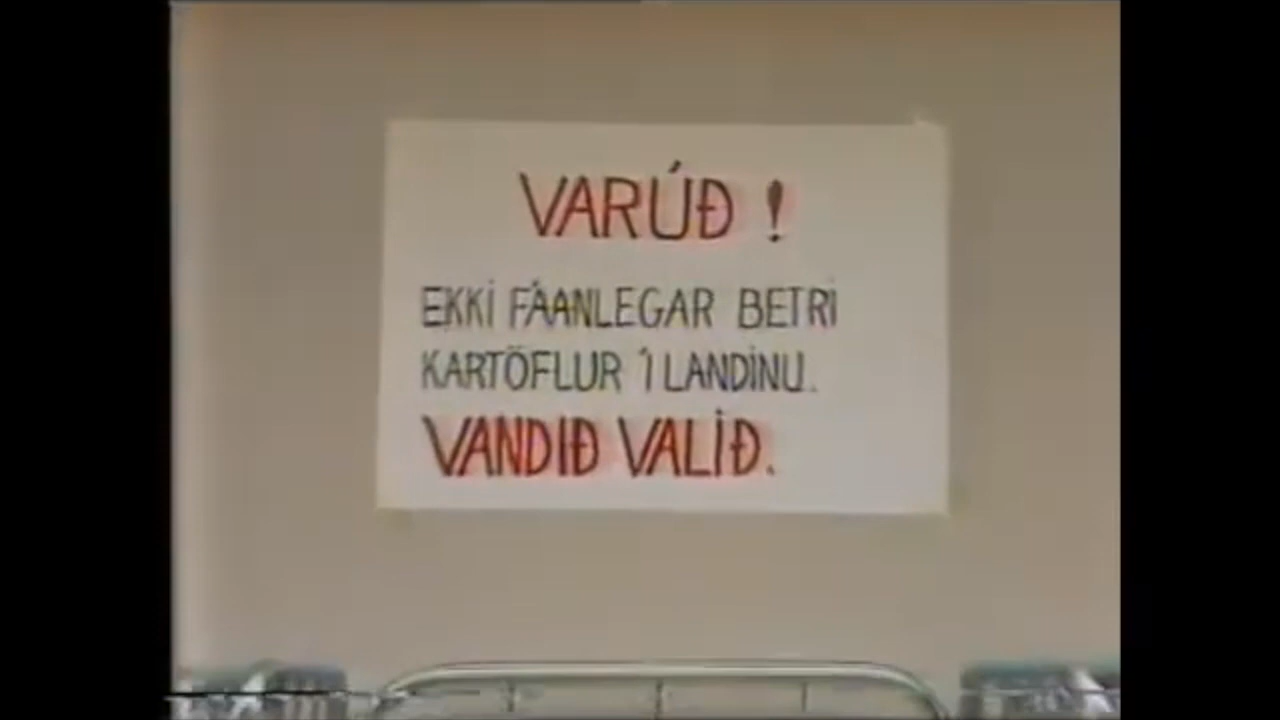 VARÚÐ !
EKKI FÁANLEGAR BETRI
KARTÖFLUR Í LANDINU.
VANDIÐ VALIÐ.